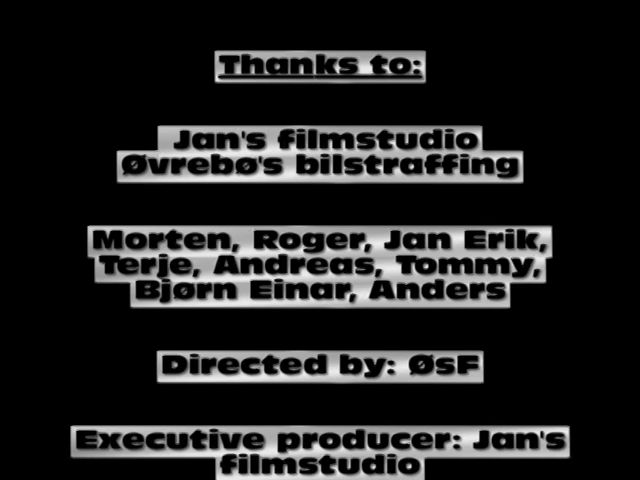 Thanks to:
Jan's filmstudio
Øvrebø's bilstraffing
Morten, Roger, Jan Erik,
Terje, Andreas, Tommy,
Bjørn Einar, Anders
Directed by: ØsF
Executive producer: Jan's
filmstudio